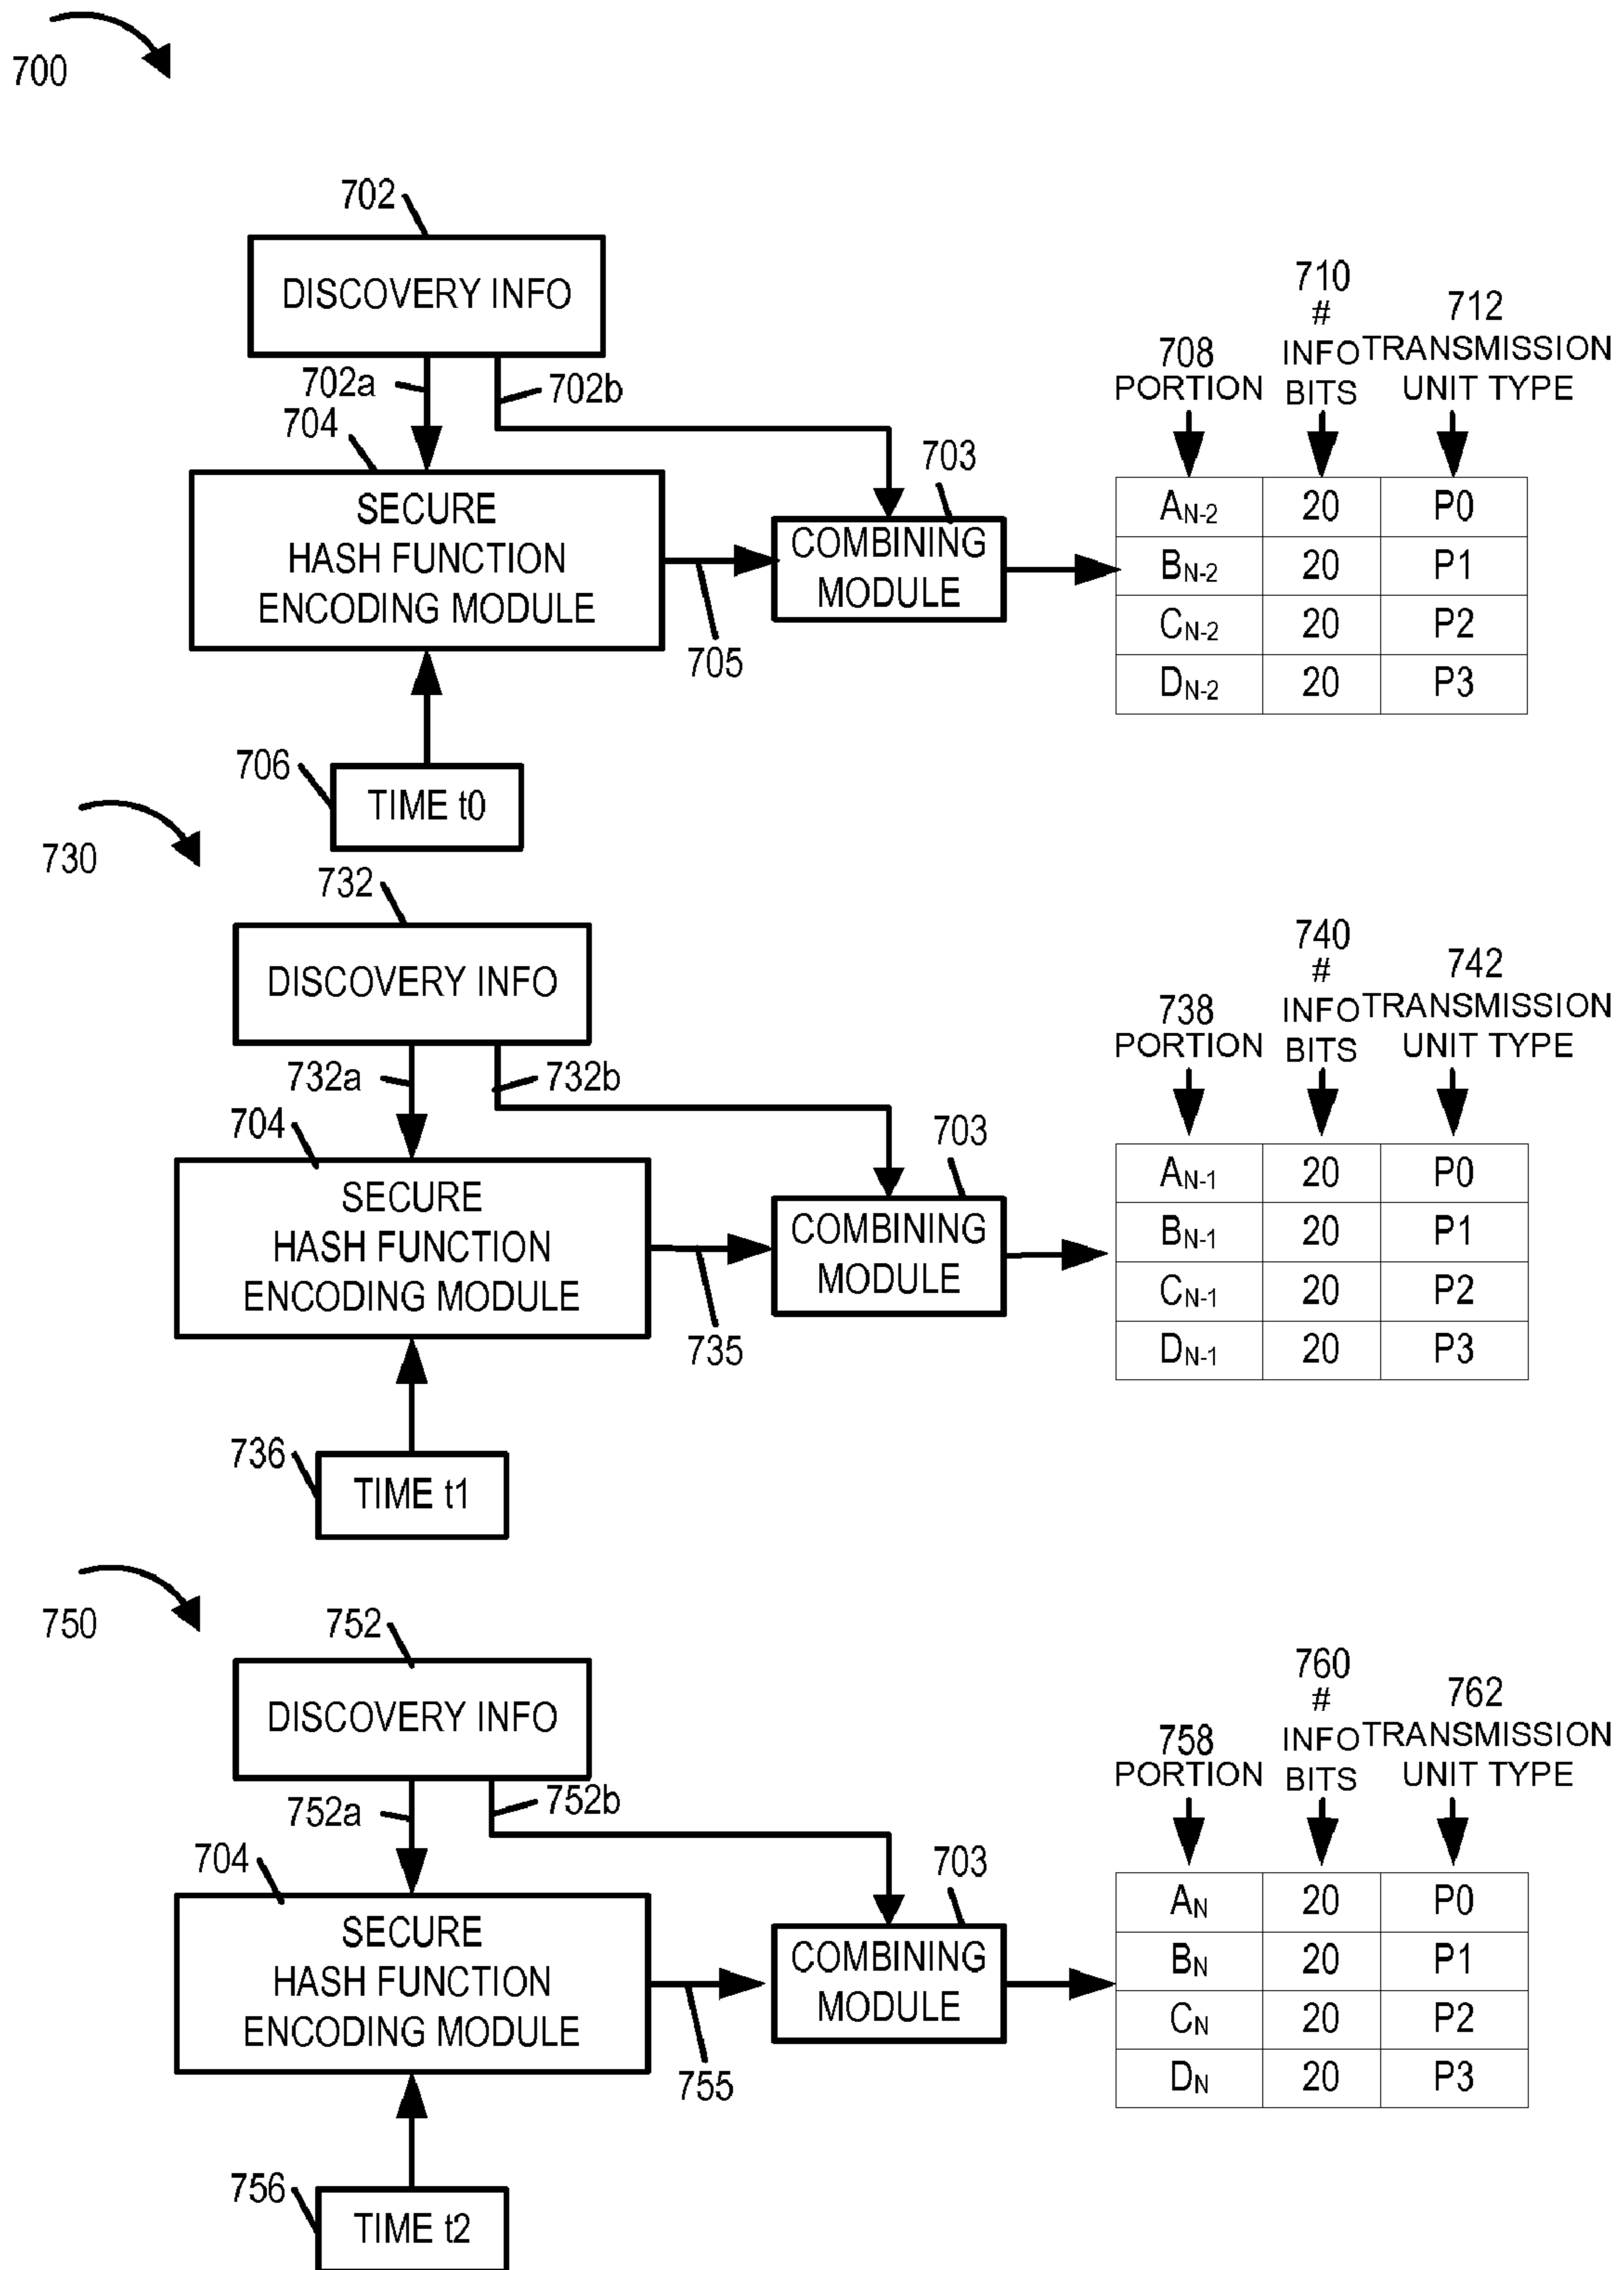 700
702
DISCOVERY INFO
702a
702b
704
SECURE
HASH FUNCTION
ENCODING MODULE
705
703
COMBINING
MODULE
706
TIME t0
708
PORTION
710
#
INFO
BITS
712
TRANSMISSION
UNIT TYPE
AN-2 20 P0
BN-2 20 P1
CN-2 20 P2
DN-2 20 P3
730
732
DISCOVERY INFO
732a
732b
704
SECURE
HASH FUNCTION
ENCODING MODULE
735
703
COMBINING
MODULE
736
TIME t1
738
PORTION
740
#
INFO
BITS
742
TRANSMISSION
UNIT TYPE
AN-1 20 P0
BN-1 20 P1
CN-1 20 P2
DN-1 20 P3
750
752
DISCOVERY INFO
752a
752b
704
SECURE
HASH FUNCTION
ENCODING MODULE
755
703
COMBINING
MODULE
756
TIME t2
758
PORTION
760
#
INFO
BITS
762
TRANSMISSION
UNIT TYPE
AN 20 P0
BN 20 P1
CN 20 P2
DN 20 P3